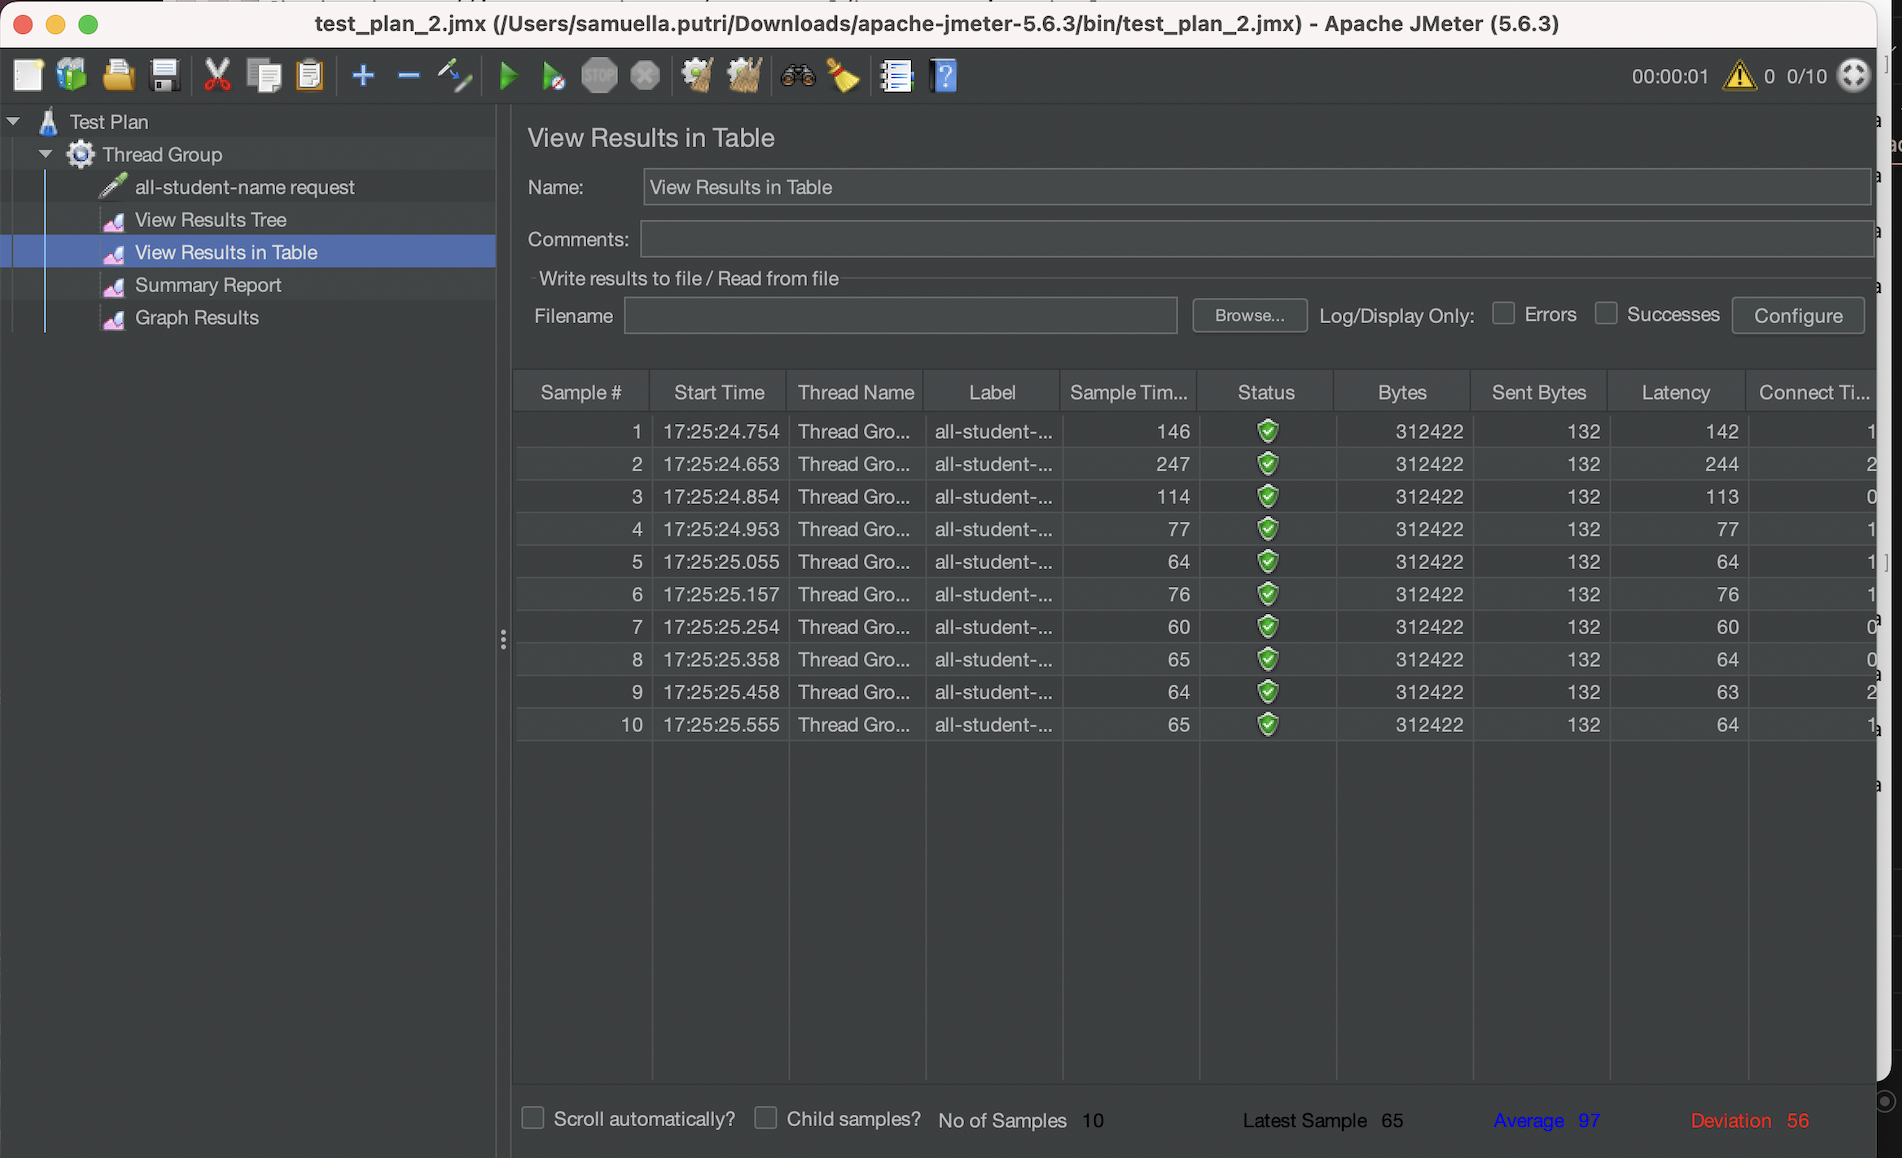 test_plan_2.jmx (/Users/samuella.putri/Downloads/apache-jmeter-5.6.3/bin/test_plan_2.jmx) - Apache JMeter (5.6.3)
STOP
00:00:01 0 0/10
Test Plan
Thread Group
all-student-name request
View Results Tree
View Results in Table
Summary Report
Graph Results
View Results in Table
Name: View Results in Table
Comments:
Write results to file / Read from file
Filename Browse... Log/Display Only: Errors Successes Configure
Sample # Start Time Thread Name Label Sample Tim... Status Bytes Sent Bytes Latency Connect Ti...
1 17:25:24.754 Thread Gro... all-student-... 146 312422 132 142 1
2 17:25:24.653 Thread Gro... all-student-... 247 312422 132 244 2
3 17:25:24.854 Thread Gro... all-student-... 114 312422 132 113 0
4 17:25:24.953 Thread Gro... all-student-... 77 312422 132 77 1
5 17:25:25.055 Thread Gro... all-student-... 64 312422 132 64 1
6 17:25:25.157 Thread Gro... all-student-... 76 312422 132 76 1
7 17:25:25.254 Thread Gro... all-student-... 60 312422 132 60 0
8 17:25:25.358 Thread Gro... all-student-... 65 312422 132 64 0
9 17:25:25.458 Thread Gro... all-student-... 64 312422 132 63 2
10 17:25:25.555 Thread Gro... all-student-... 65 312422 132 64 1
Scroll automatically? Child samples? No of Samples 10 Latest Sample 65 Average 97 Deviation 56